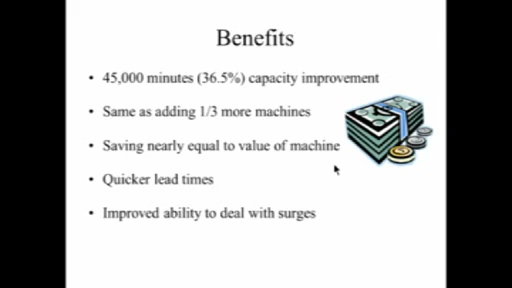 Benefits
• 45,000 minutes (36.5%) capacity improvement
• Same as adding 1/3 more machines
• Saving nearly equal to value of machine
• Quicker lead times
• Improved ability to deal with surges